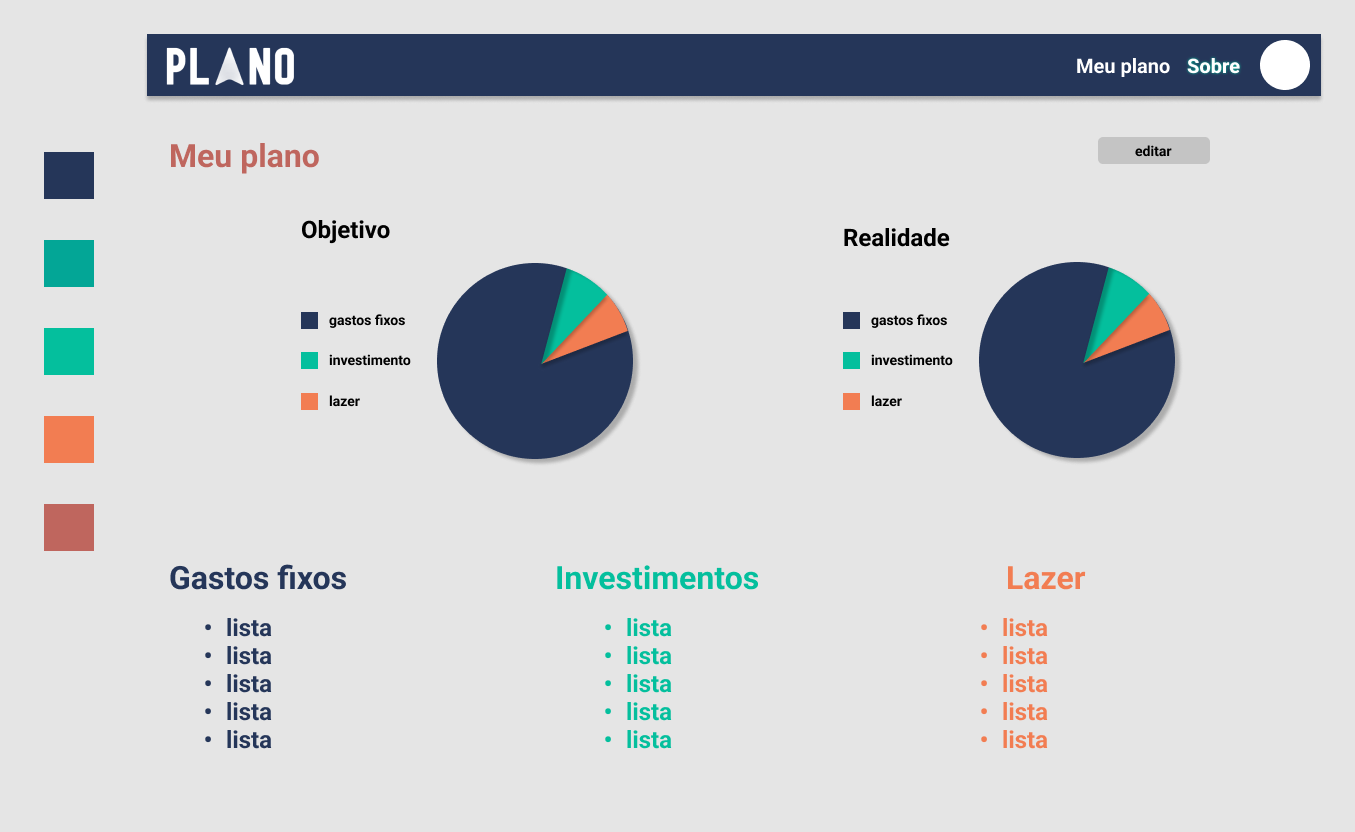 PLANO
Meu plano Sobre
Meu plano
editar
Objetivo
gastos fixos
investimento
lazer
Realidade
gastos fixos
investimento
lazer
Gastos fixos
• lista
• lista
• lista
• lista
• lista
Investimentos
• lista
• lista
• lista
• lista
• lista
Lazer
• lista
• lista
• lista
• lista
• lista